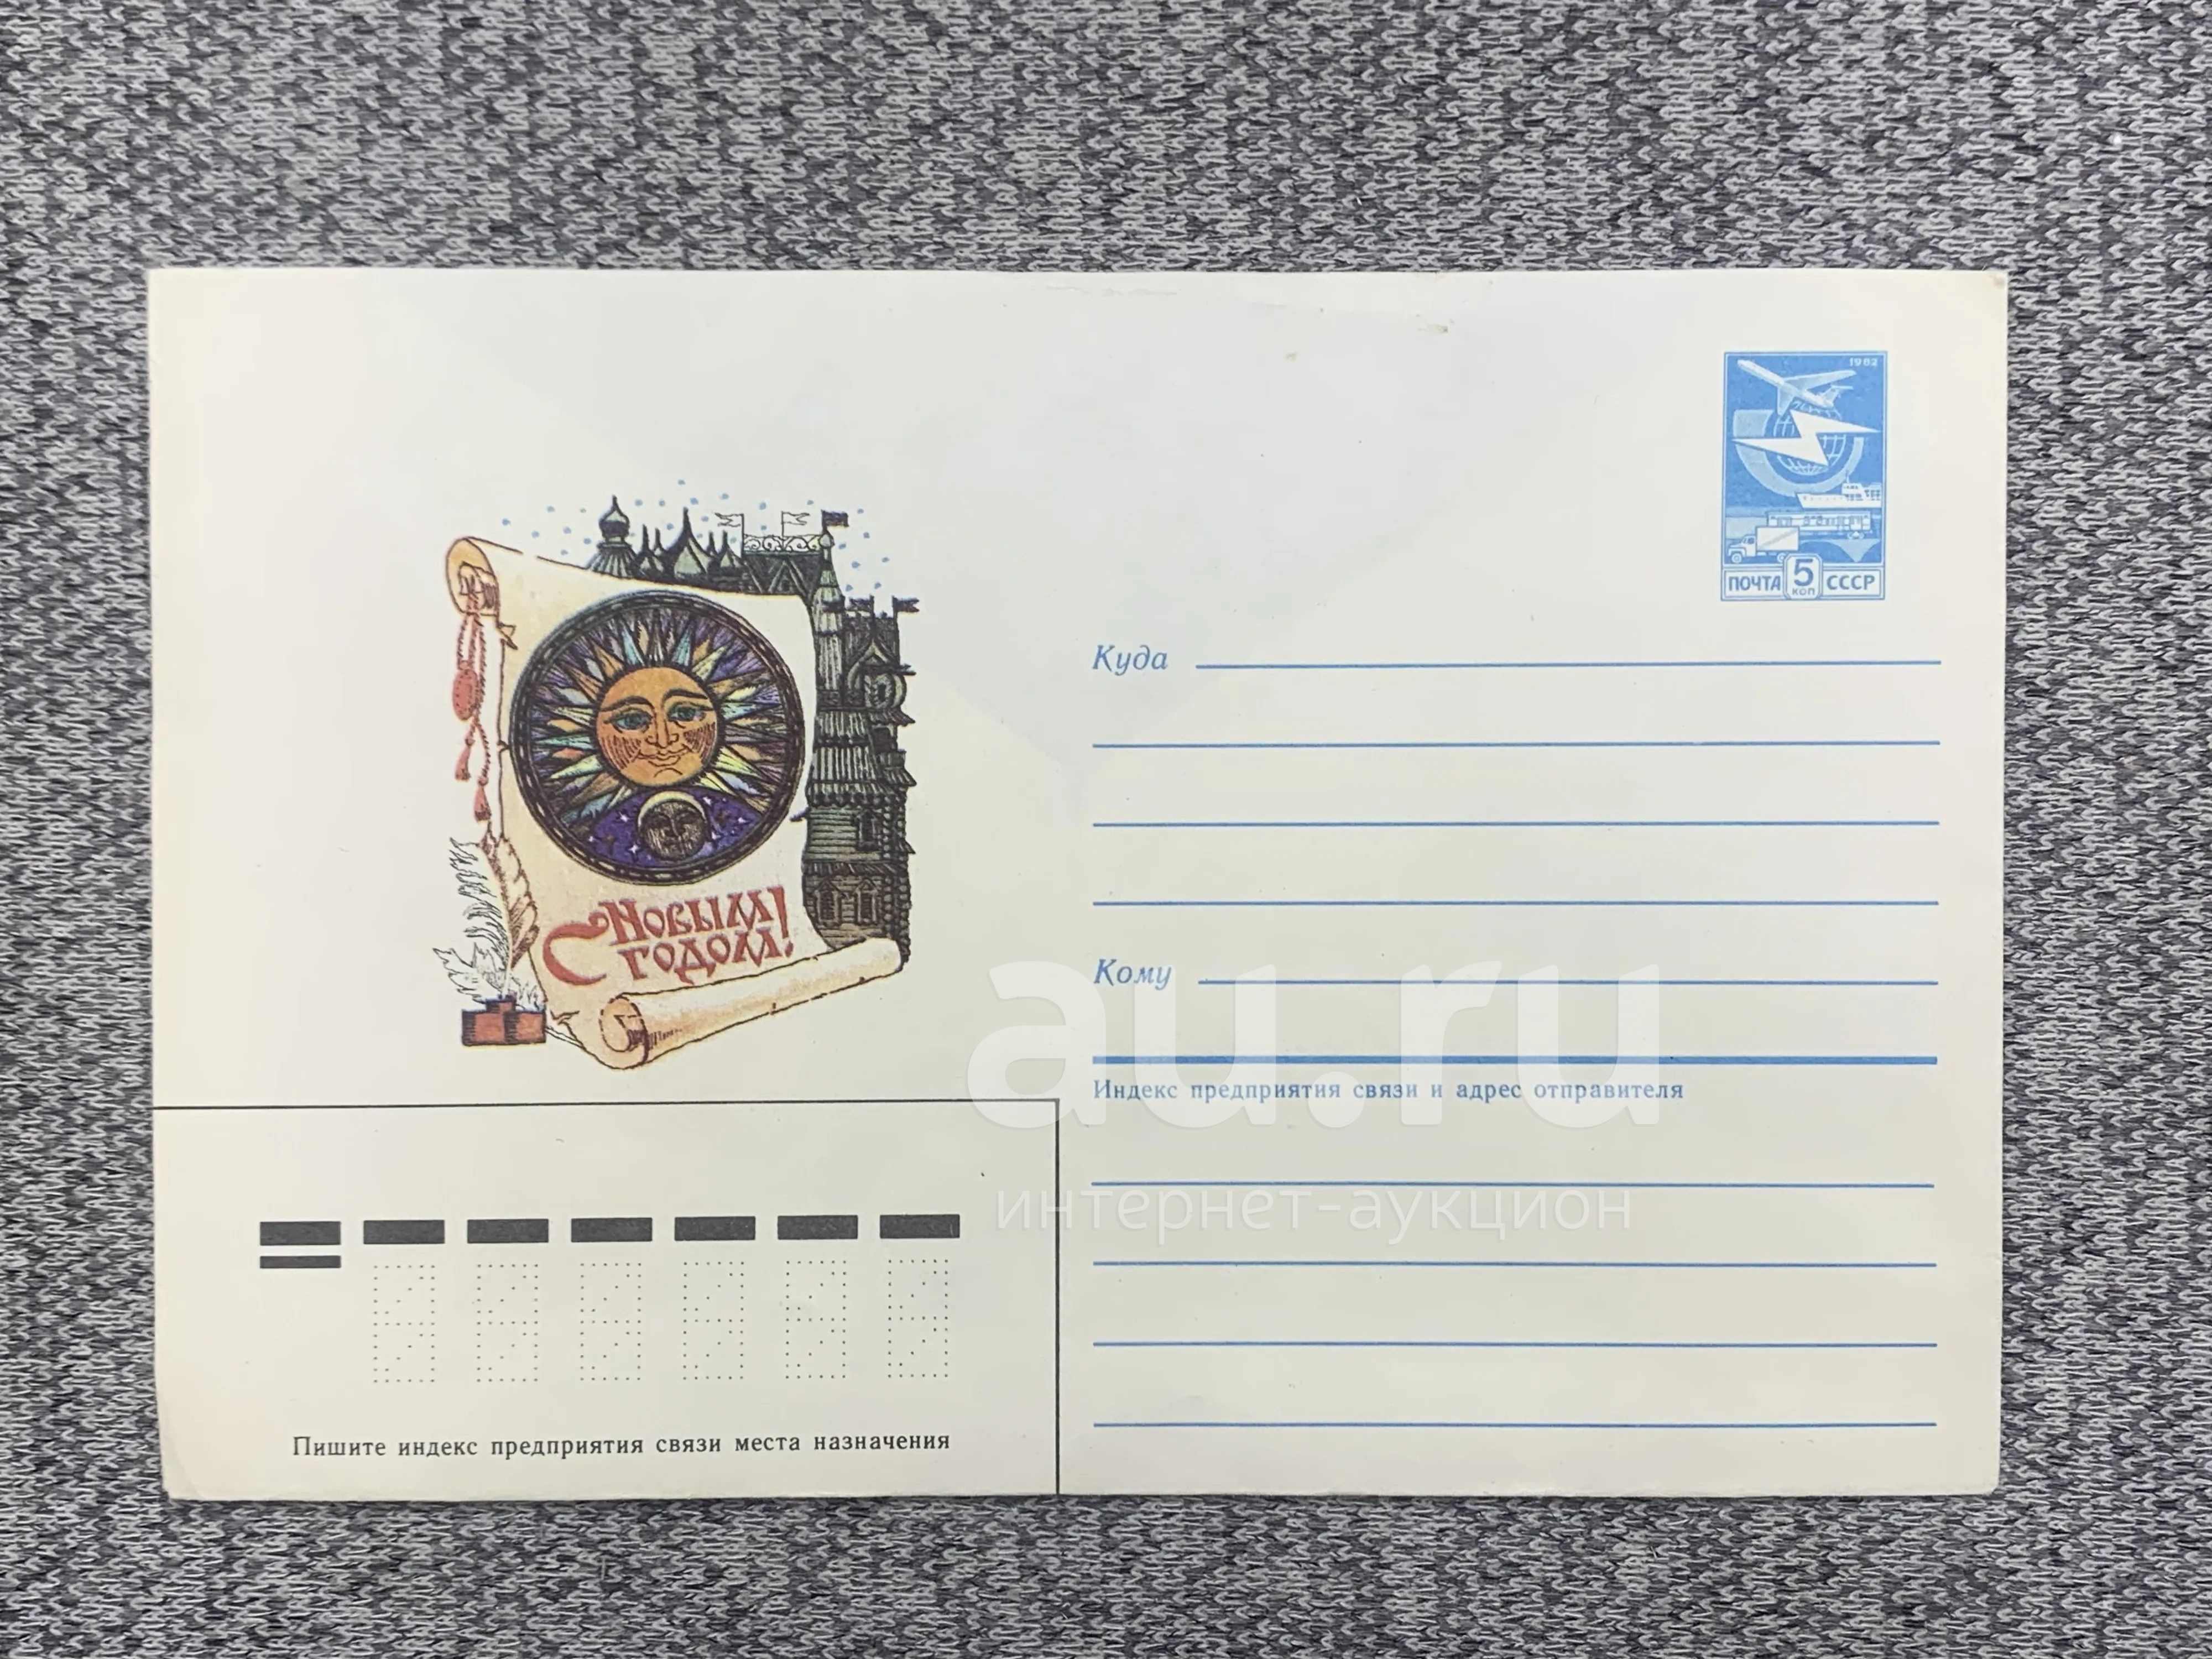 1982
ПОЧТА 5 КОП СССР
С Новым
годом!
Куда
Кому
Индекс предприятия связи и адрес отправителя
Пишите индекс предприятия связи места назначения
au.ru
интернет-аукцион